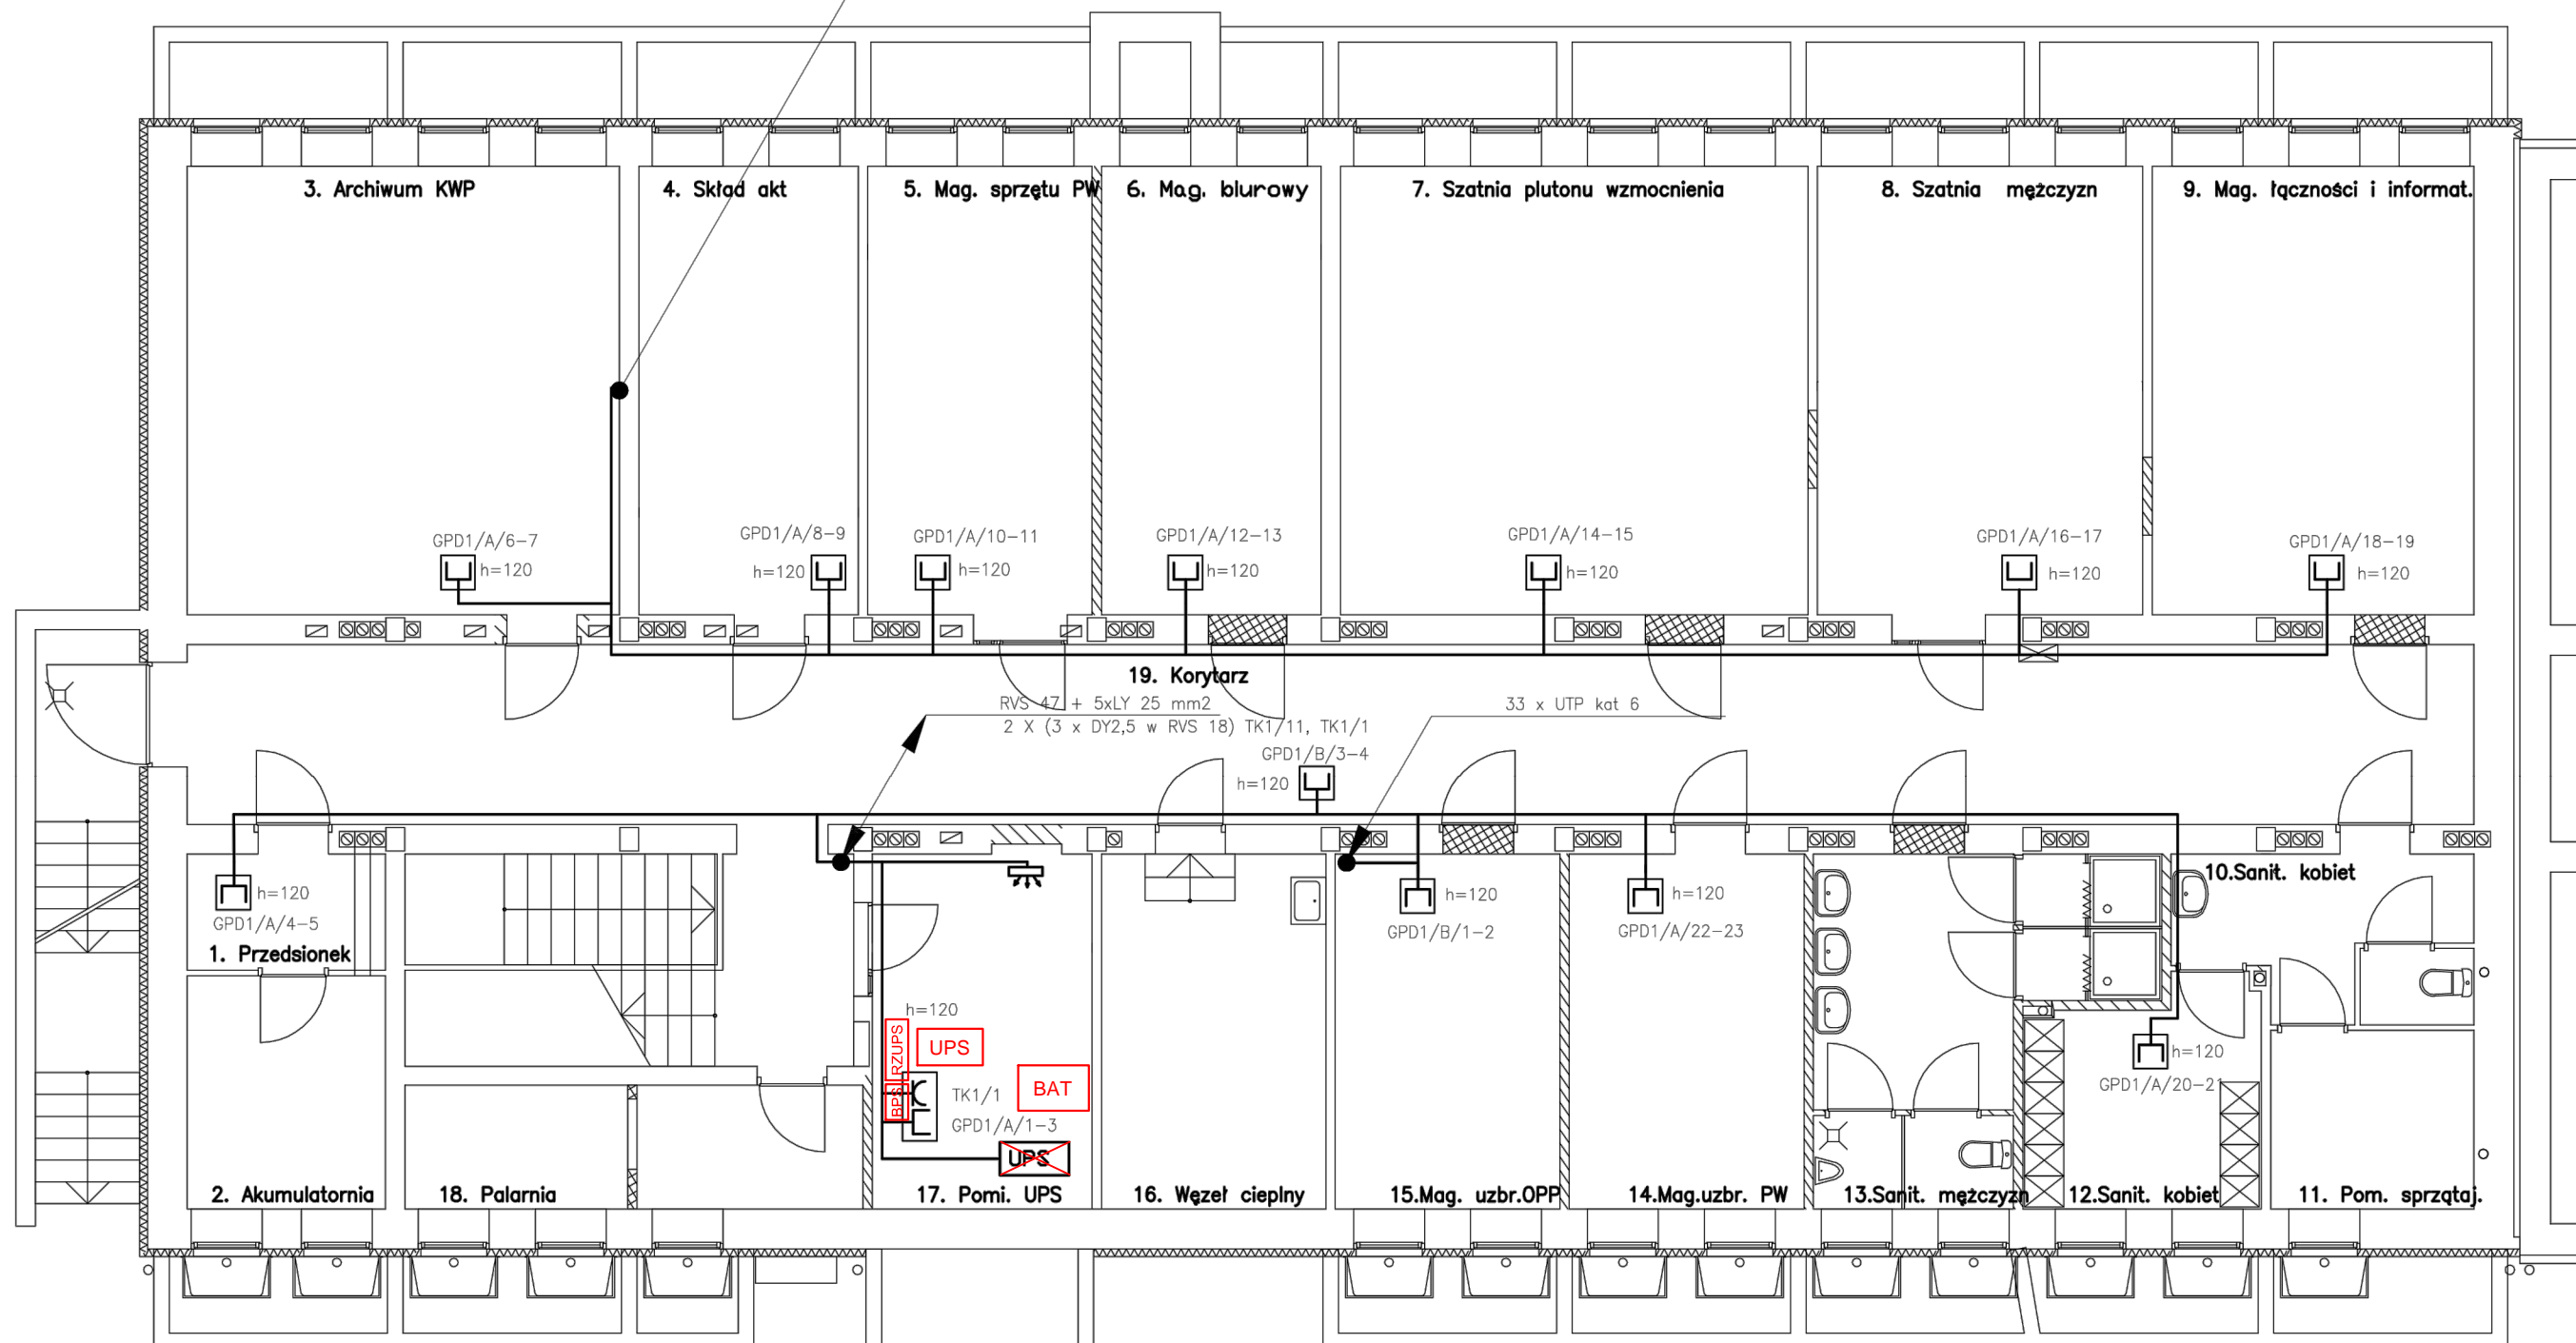 3. Archiwum KWP
4. Skład akt
5. Mag. sprzętu PW
6. Mag. biurowy
7. Szatnia plutonu wzmocnienia
8. Szatnia mężczyzn
9. Mag. łączności i informat.
GPD1/A/6-7
h=120
GPD1/A/8-9
h=120
GPD1/A/10-11
h=120
GPD1/A/12-13
h=120
GPD1/A/14-15
h=120
GPD1/A/16-17
h=120
GPD1/A/18-19
h=120
19. Korytarz
RVS 47 + 5xLY 25 mm2
2 X (3 x DY2,5 w RVS 18) TK1/11, TK1/1
33 x UTP kat 6
GPD1/B/3-4
h=120
h=120
GPD1/A/4-5
1. Przedsionek
h=120
GPD1/B/1-2
h=120
GPD1/A/22-23
10.Sanit. kobiet
h=120
RZUPS
UPS
BPS
TK1/1
BAT
GPD1/A/1-3
UPS
h=120
GPD1/A/20-21
2. Akumulatornia
18. Palarnia
17. Pomi. UPS
16. Węzeł cieplny
15.Mag. uzbr.OPP
14.Mag.uzbr. PW
13.Sanit. mężczyzn
12.Sanit. kobiet
11. Pom. sprzątaj.